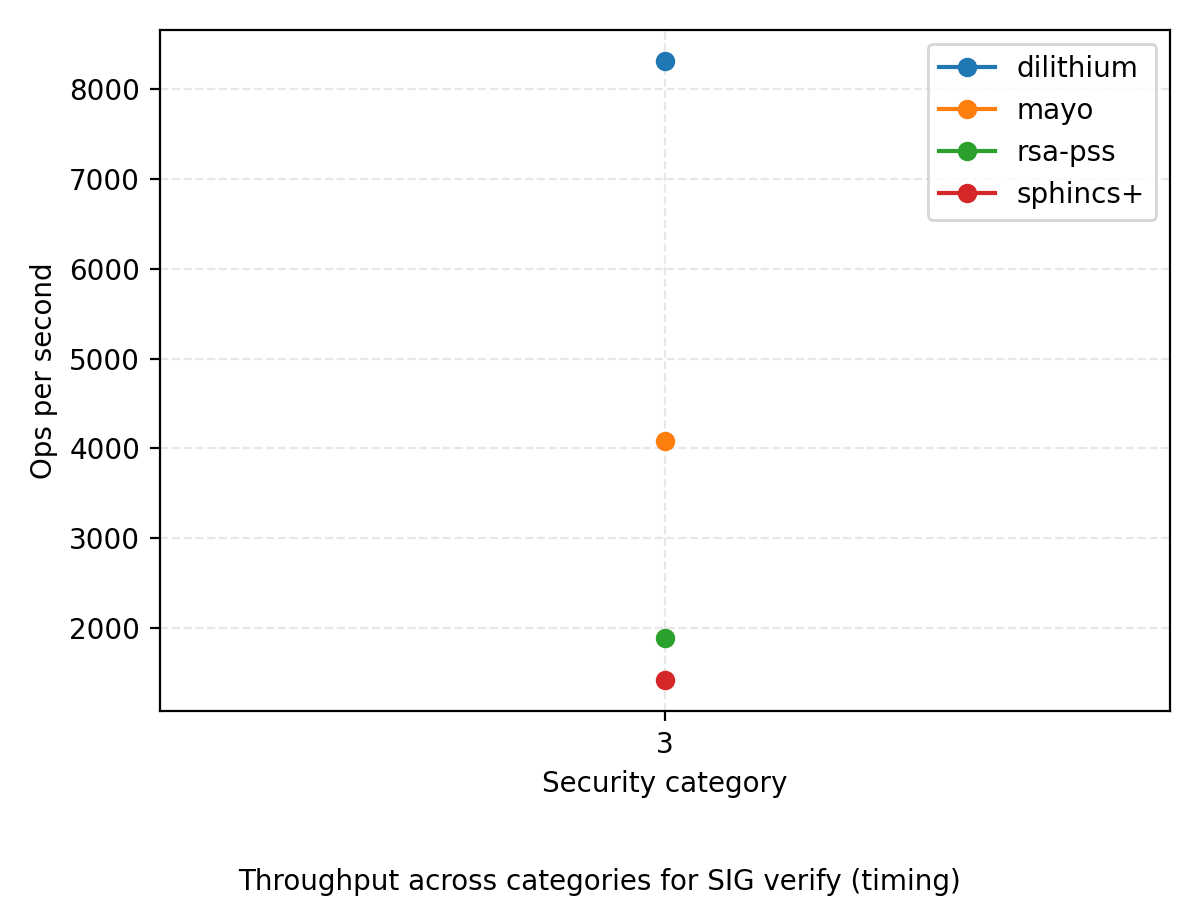 dilithium
mayo
rsa-pss
sphincs+
8000
7000
6000
5000
4000
3000
2000
Ops per second
3
Security category
Throughput across categories for SIG verify (timing)